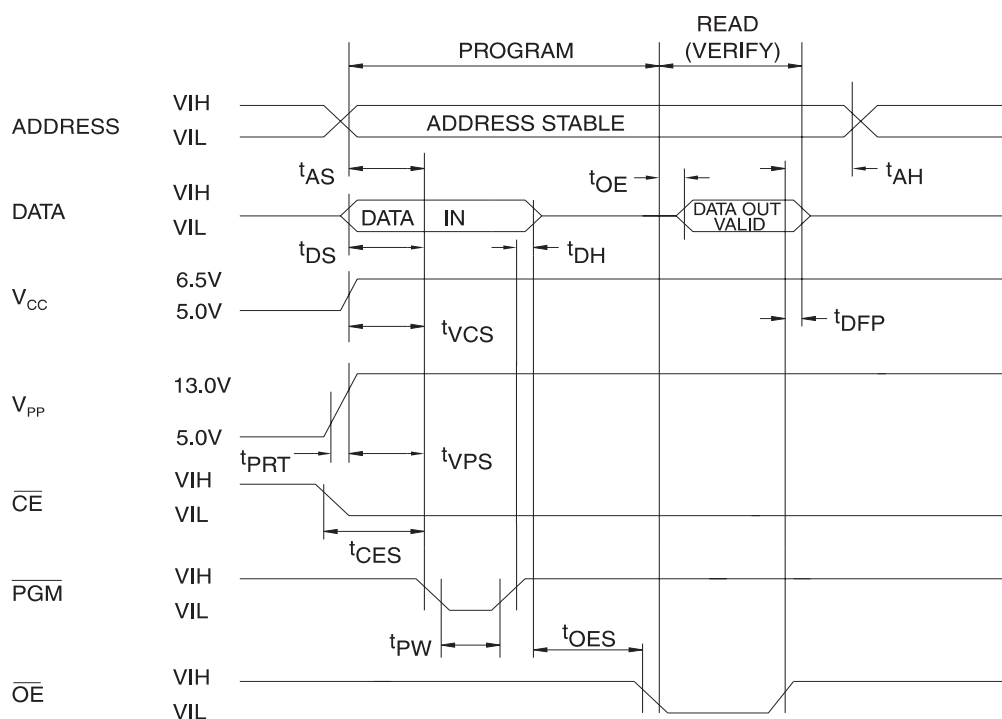 READ
PROGRAM (VERIFY)
VIH
ADDRESS ADDRESS STABLE
VIL
tAS tOE tAH
VIH
DATA DATA IN DATA OUT VALID
VIL
tDS tDH
6.5V
VCC
5.0V
tVCS tDFP
13.0V
VPP
5.0V
tPRT tVPS
VIH
CE
VIL
tCES
VIH
PGM
VIL
tPW tOES
VIH
OE
VIL